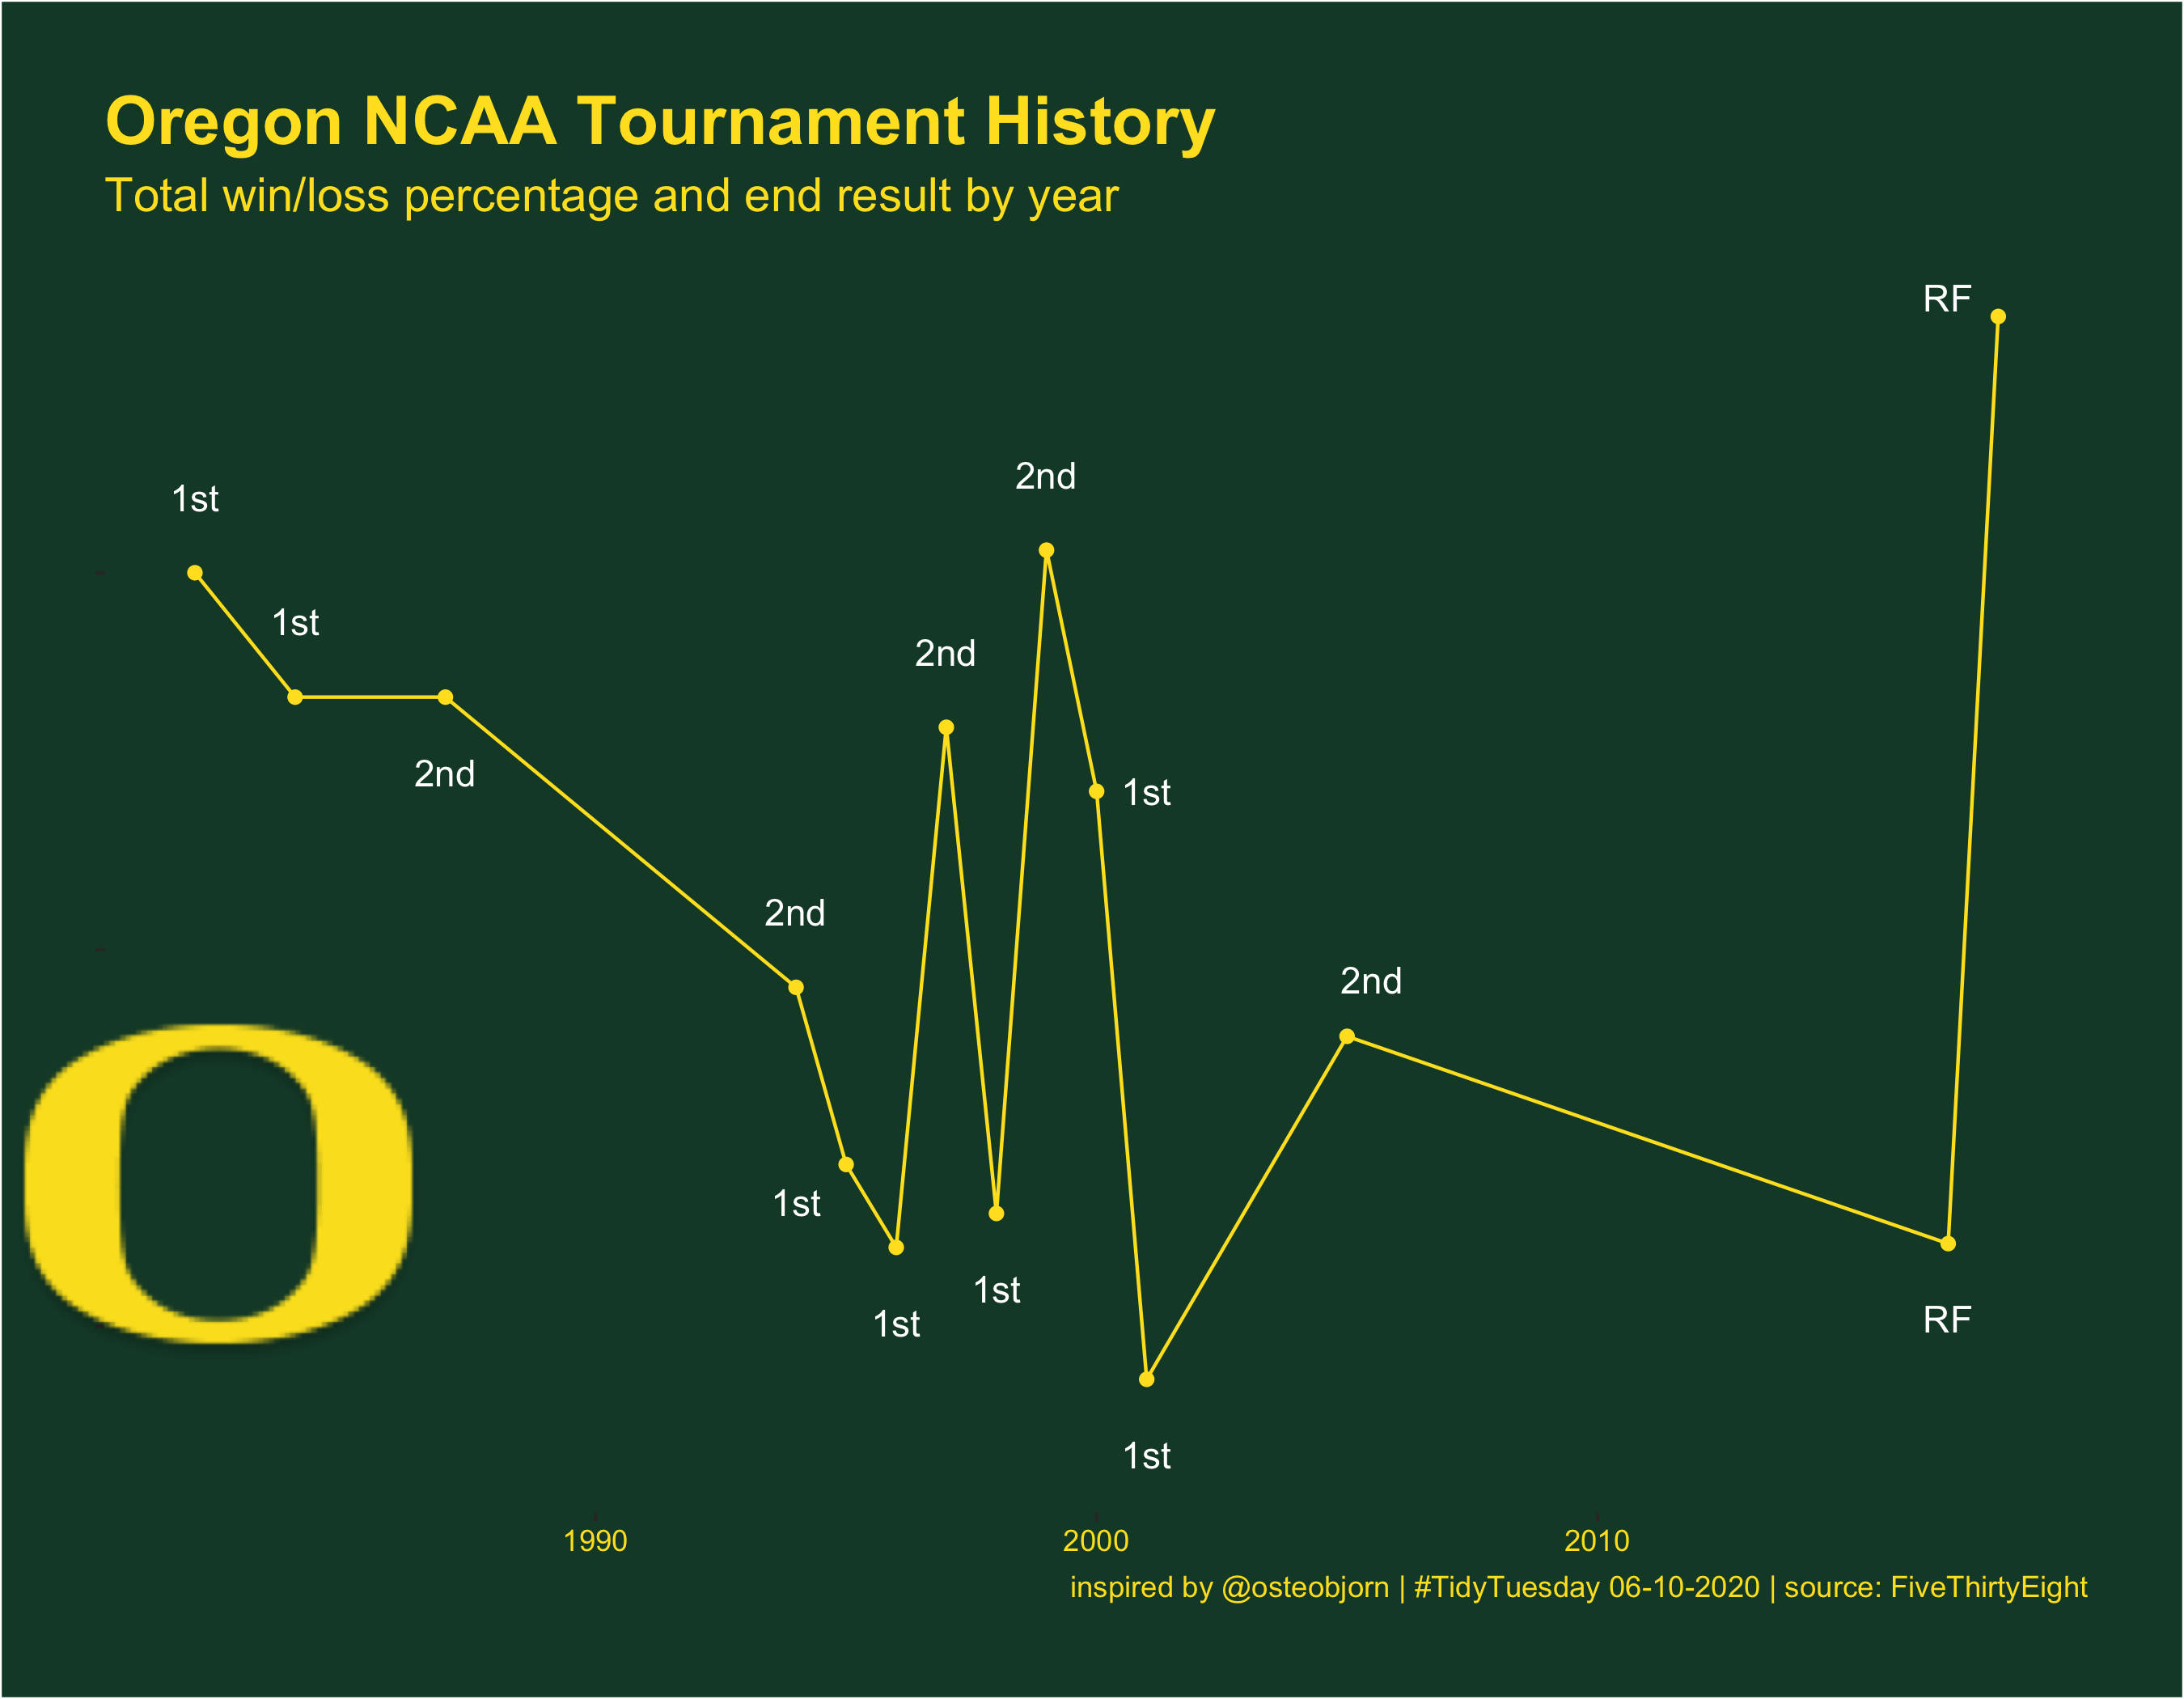 Oregon NCAA Tournament History
Total win/loss percentage and end result by year
RF
2nd
1st
1st
2nd
2nd
1st
2nd
2nd
1st
1st
1st
RF
1st
1990
2000
2010
inspired by @osteobjorn | #TidyTuesday 06-10-2020 | source: FiveThirtyEight
O